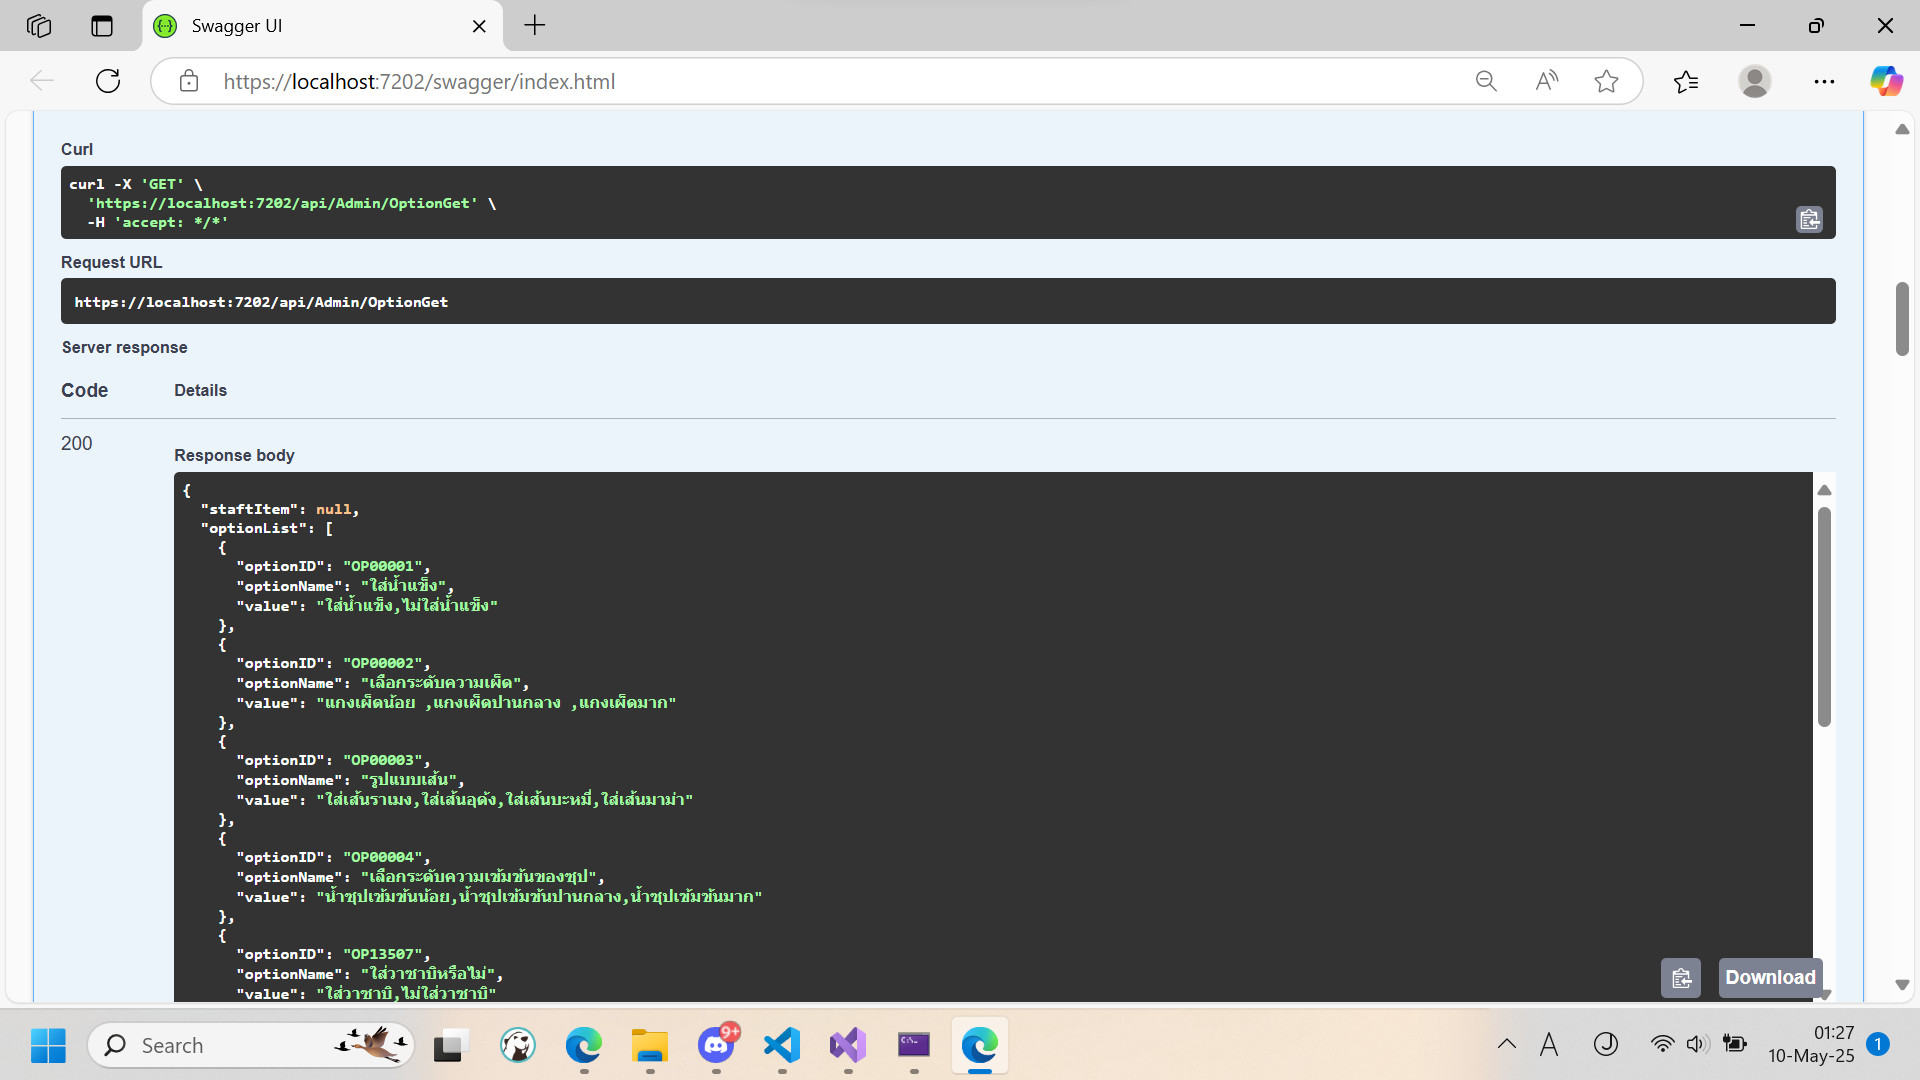 Swagger UI
https://localhost:7202/swagger/index.html
Curl
curl -X 'GET' \
'https://localhost:7202/api/Admin/OptionGet' \
-H 'accept: */*'
Request URL
https://localhost:7202/api/Admin/OptionGet
Server response
Code Details
200
Response body
{
"staftItem": null,
"optionList": [
{
"optionID": "OP00001",
"optionName": "ใส่น้ำแข็ง",
"value": "ใส่น้ำแข็ง,ไม่ใส่น้ำแข็ง"
},
{
"optionID": "OP00002",
"optionName": "เลือกระดับความเผ็ด",
"value": "แกงเผ็ดน้อย ,แกงเผ็ดปานกลาง ,แกงเผ็ดมาก"
},
{
"optionID": "OP00003",
"optionName": "รูปแบบเส้น",
"value": "ใส่เส้นราเมง,ใส่เส้นอุด้ง,ใส่เส้นบะหมี่,ใส่เส้นมาม่า"
},
{
"optionID": "OP00004",
"optionName": "เลือกระดับความเข้มข้นของซุป",
"value": "น้ำซุปเข้มข้นน้อย,น้ำซุปเข้มข้นปานกลาง,น้ำซุปเข้มข้นมาก"
},
{
"optionID": "OP13507",
"optionName": "ใส่วาซาบิหรือไม่",
"value": "ใส่วาซาบิ,ไม่ใส่วาซาบิ"
Download
Search
9+
01:27
10-May-25
1